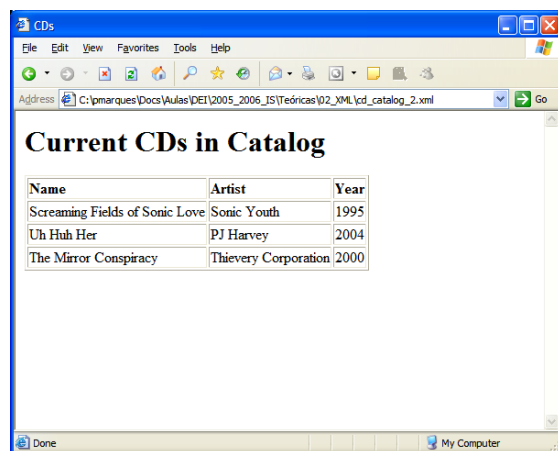 CDs
File Edit View Favorites Tools Help
Address C:\pmarques\Docs\Aulas\DEI\2005_2006_IS\Teóricas\02_XML\cd_catalog_2.xml Go
Current CDs in Catalog
Name Artist Year
Screaming Fields of Sonic Love Sonic Youth 1995
Uh Huh Her PJ Harvey 2004
The Mirror Conspiracy Thievery Corporation 2000
Done My Computer